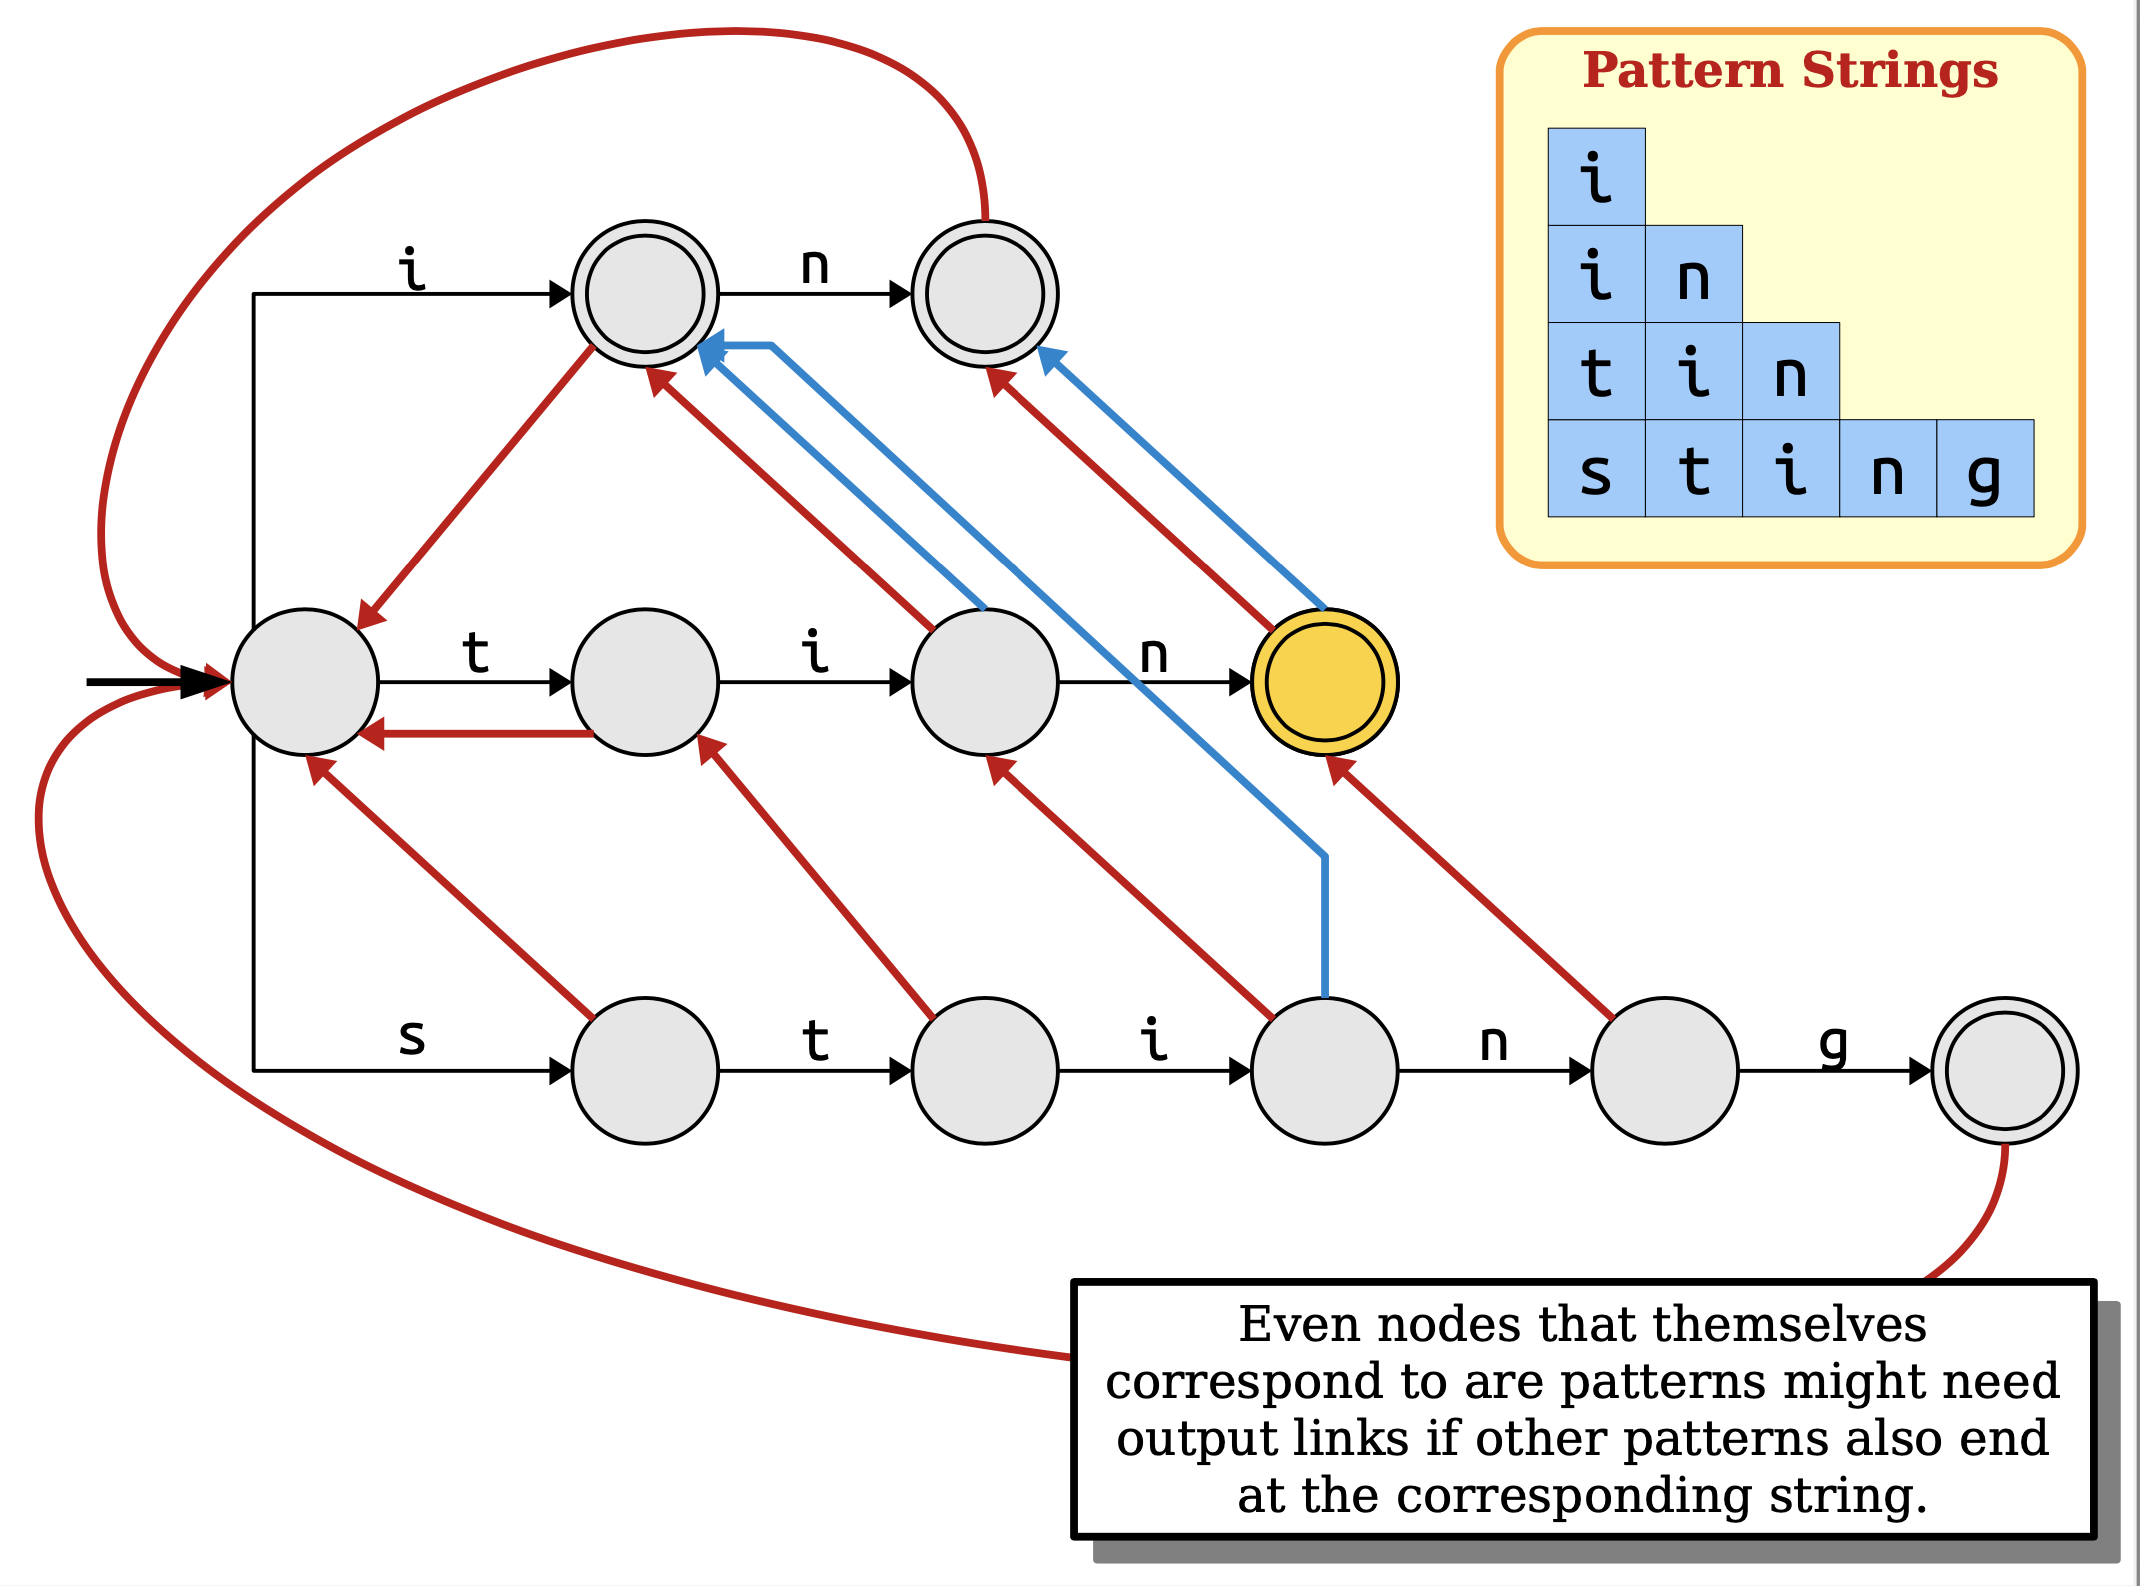 Pattern Strings
i
i n
t i n
s t i n g
i n
t i n
s t i n g
Even nodes that themselves
correspond to are patterns might need
output links if other patterns also end
at the corresponding string.